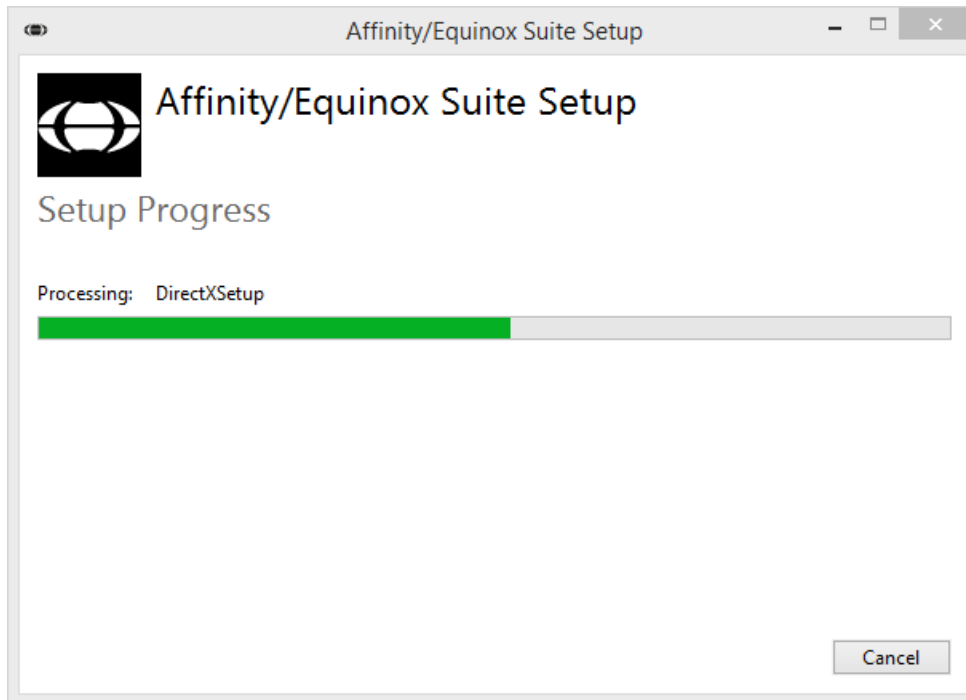 Affinity/Equinox Suite Setup
Affinity/Equinox Suite Setup
Setup Progress
Processing: DirectXSetup
Cancel